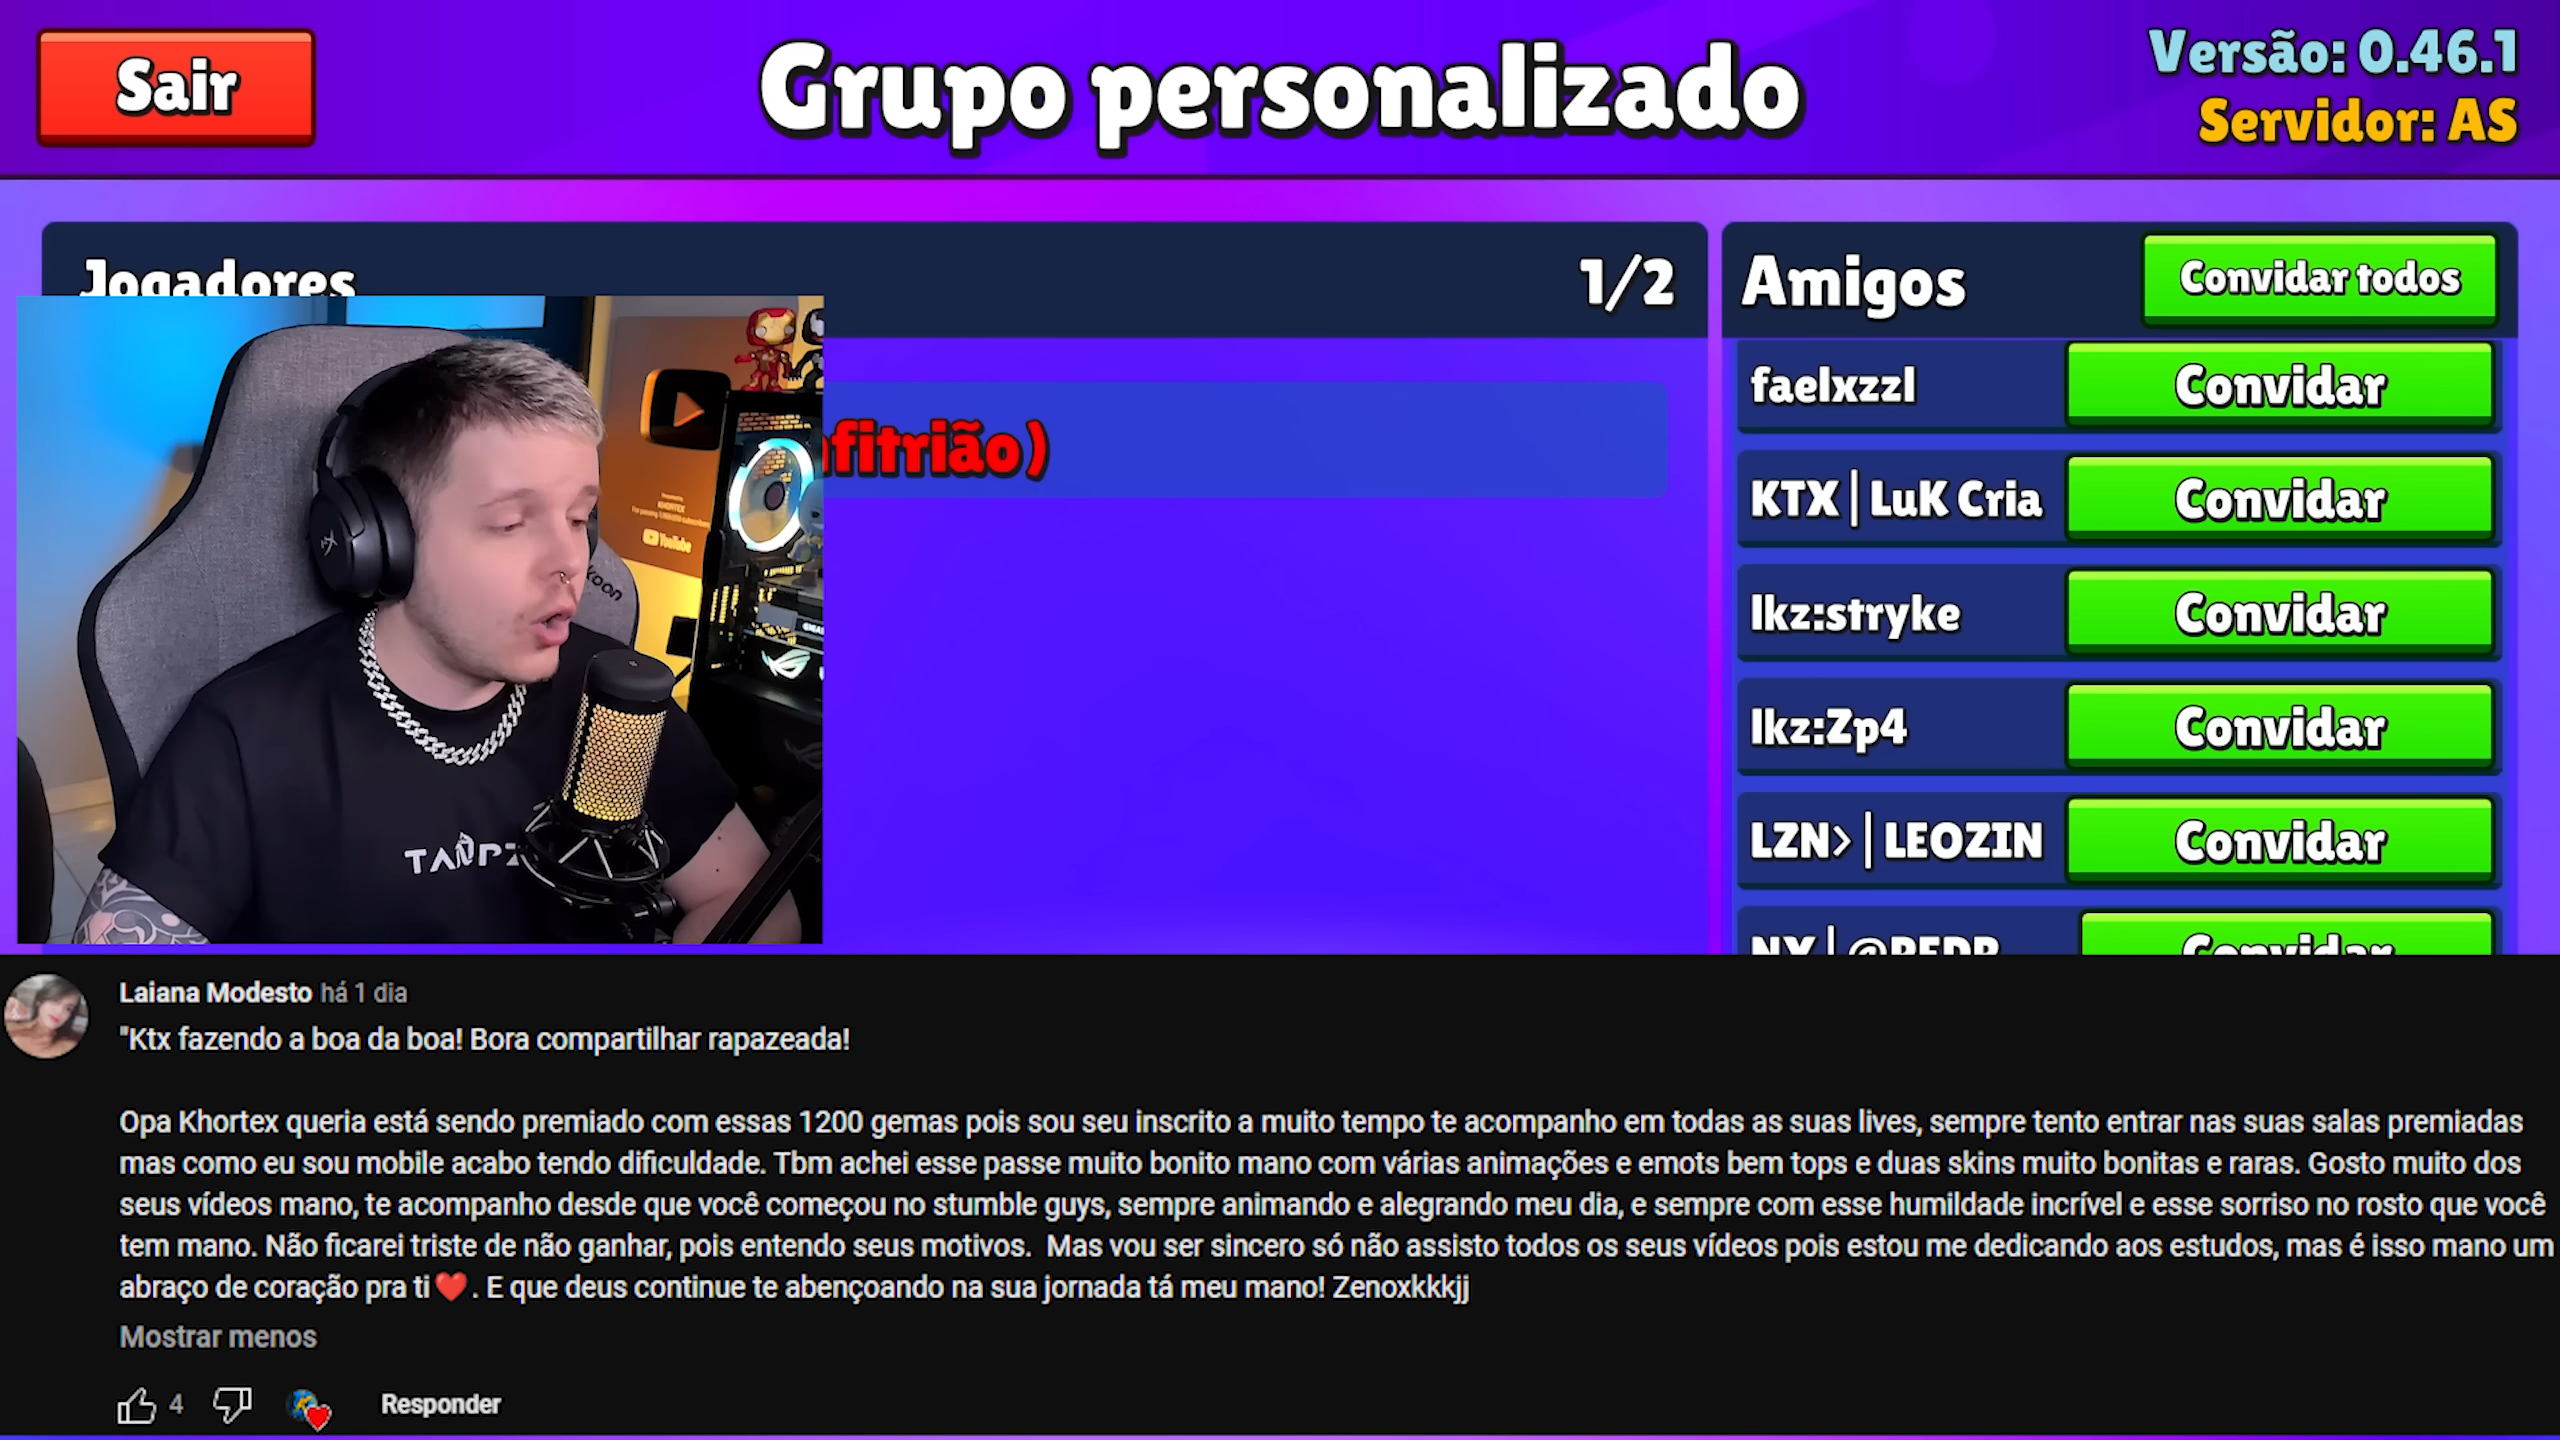 Sair
Grupo personalizado
Versão: 0.46.1
Servidor: AS
Jogadores
1/2
Amigos
Convidar todos
faelxzzl
Convidar
KTX | LuK Cria
Convidar
lkz:stryke
Convidar
lkz:Zp4
Convidar
LZN> | LEOZIN
Convidar
Convidar
fitrião)
KHORTEX
YouTube
Laiana Modesto há 1 dia
"Ktx fazendo a boa da boa! Bora compartilhar rapazeada!
Opa Khortex queria está sendo premiado com essas 1200 gemas pois sou seu inscrito a muito tempo te acompanho em todas as suas lives, sempre tento entrar nas suas salas premiadas
mas como eu sou mobile acabo tendo dificuldade. Tbm achei esse passe muito bonito mano com várias animações e emots bem tops e duas skins muito bonitas e raras. Gosto muito dos
seus vídeos mano, te acompanho desde que você começou no stumble guys, sempre animando e alegrando meu dia, e sempre com esse humildade incrível e esse sorriso no rosto que você
tem mano. Não ficarei triste de não ganhar, pois entendo seus motivos.  Mas vou ser sincero só não assisto todos os seus vídeos pois estou me dedicando aos estudos, mas é isso mano um
abraço de coração pra ti❤️. E que deus continue te abençoando na sua jornada tá meu mano! Zenoxkkkjj
Mostrar menos
4
Responder